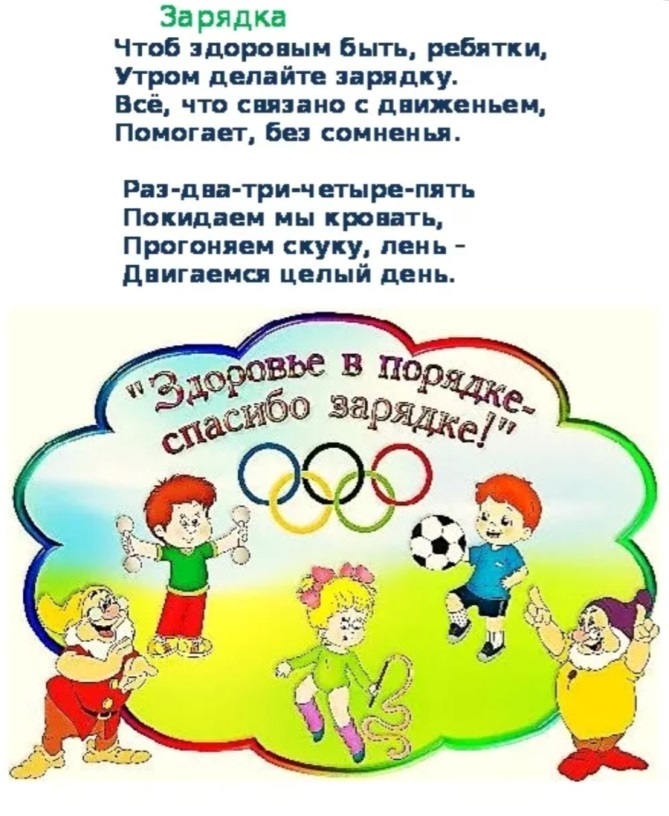 Зарядка
Чтоб здоровым быть, ребятки,
Утром делайте зарядку.
Всё, что связано с движеньем,
Помогает, без сомненья.
Раз-два-три-четыре-пять
Покидаем мы кровать,
Прогоняем скуку, лень –
Двигаемся целый день.
"Здоровье в порядке-
спасибо зарядке!"